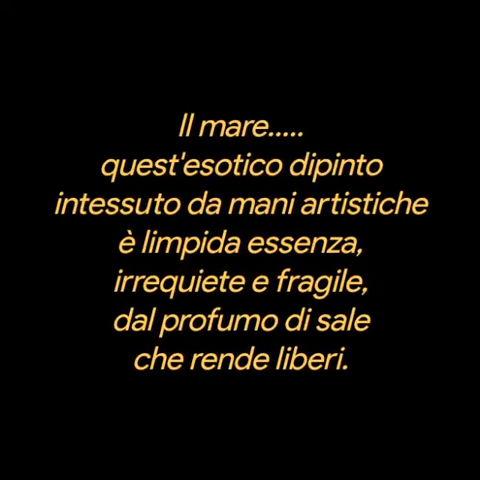 Il mare.....
quest'esotico dipinto
intessuto da mani artistiche
è limpida essenza,
irrequiete e fragile,
dal profumo di sale
che rende liberi.